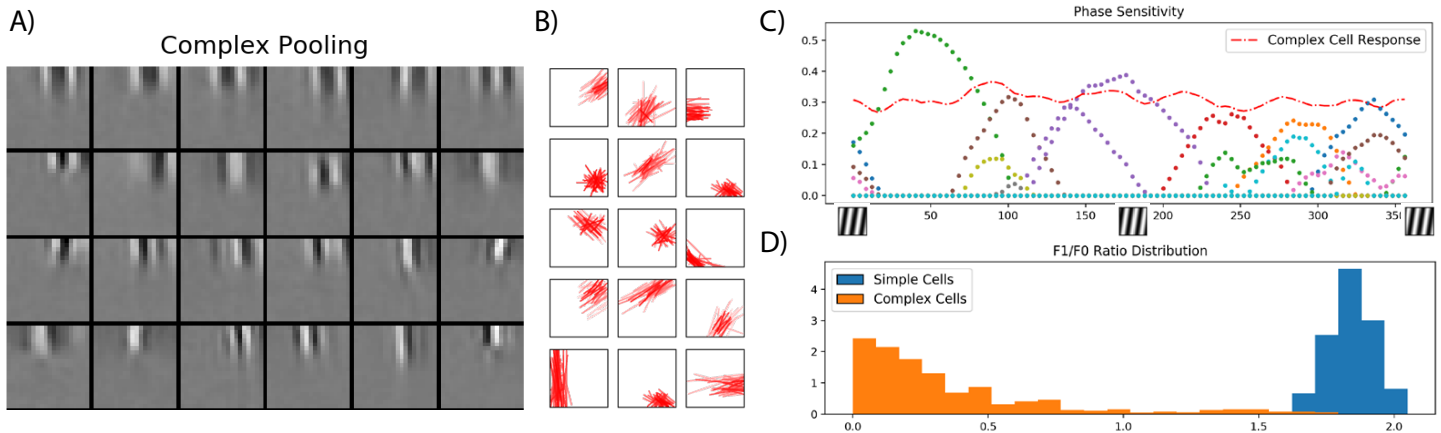 A)
Complex Pooling
B)
C)
Phase Sensitivity
Complex Cell Response
0.5
0.4
0.3
0.2
0.1
0.0
50
100
150
200
250
300
35
D)
F1/F0 Ratio Distribution
Simple Cells
Complex Cells
4
3
2
1
0
0.0
0.5
1.0
1.5
2.0